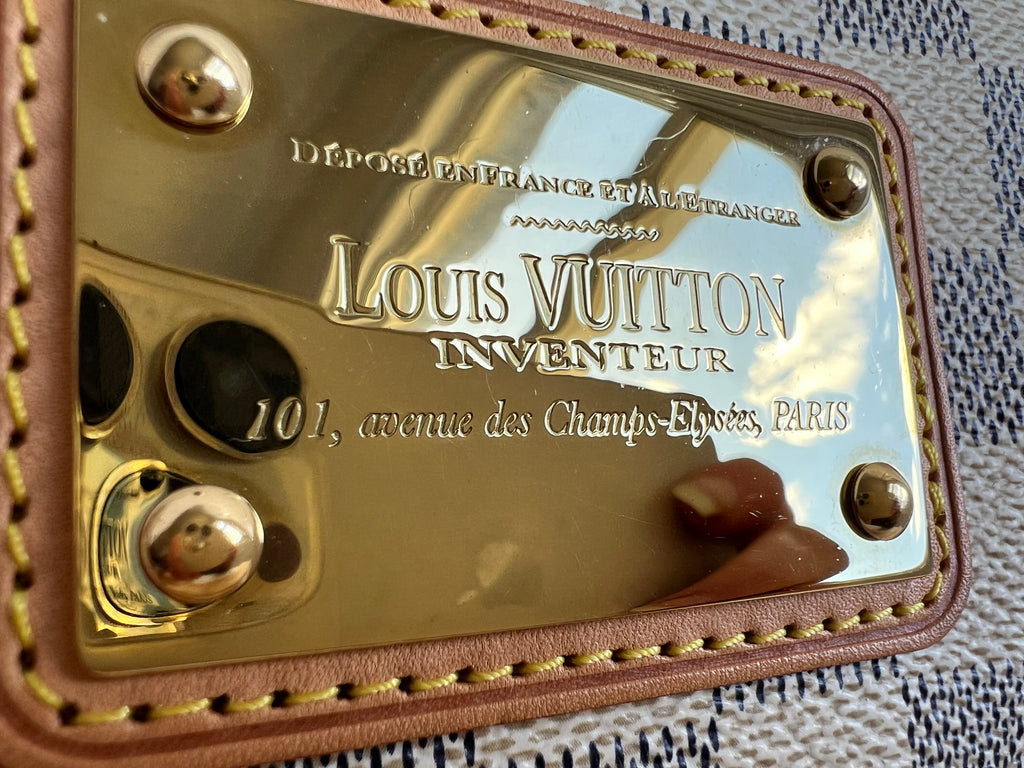 DÉPOSÉ EN FRANCE ET À L'ETRANGER
LOUIS VUITTON
INVENTEUR
101, avenue des Champs-Elysées, PARIS